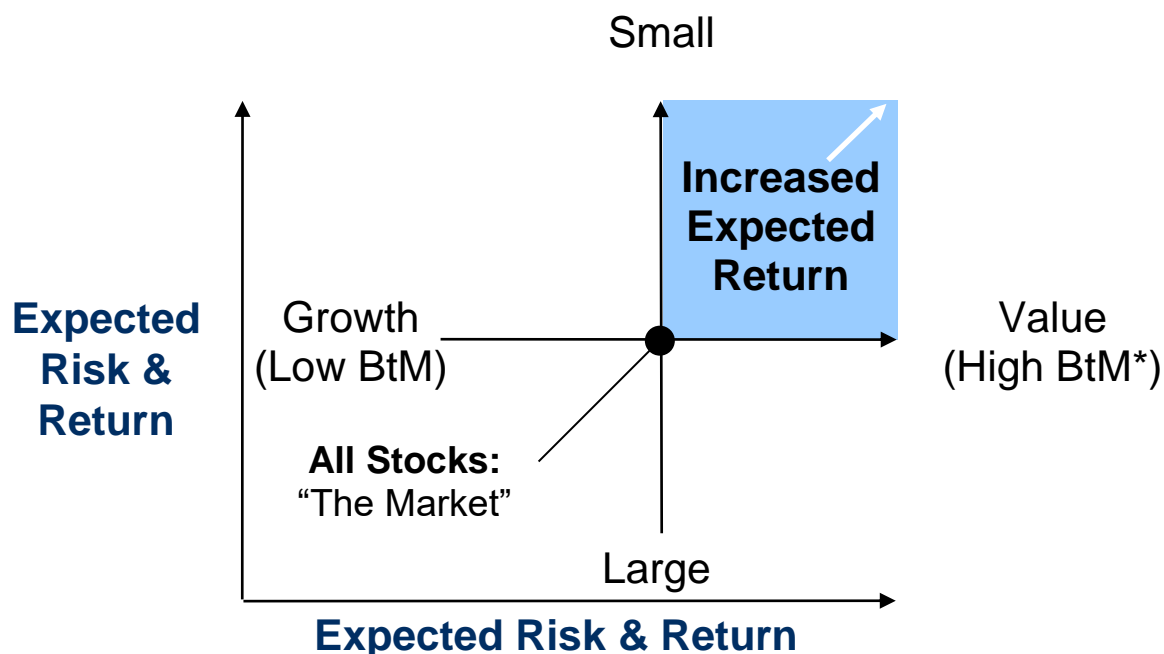 Small
Increased
Expected
Return
Expected
Risk &
Return
Growth
(Low BtM)
Value
(High BtM*)
All Stocks:
“The Market”
Large
Expected Risk & Return